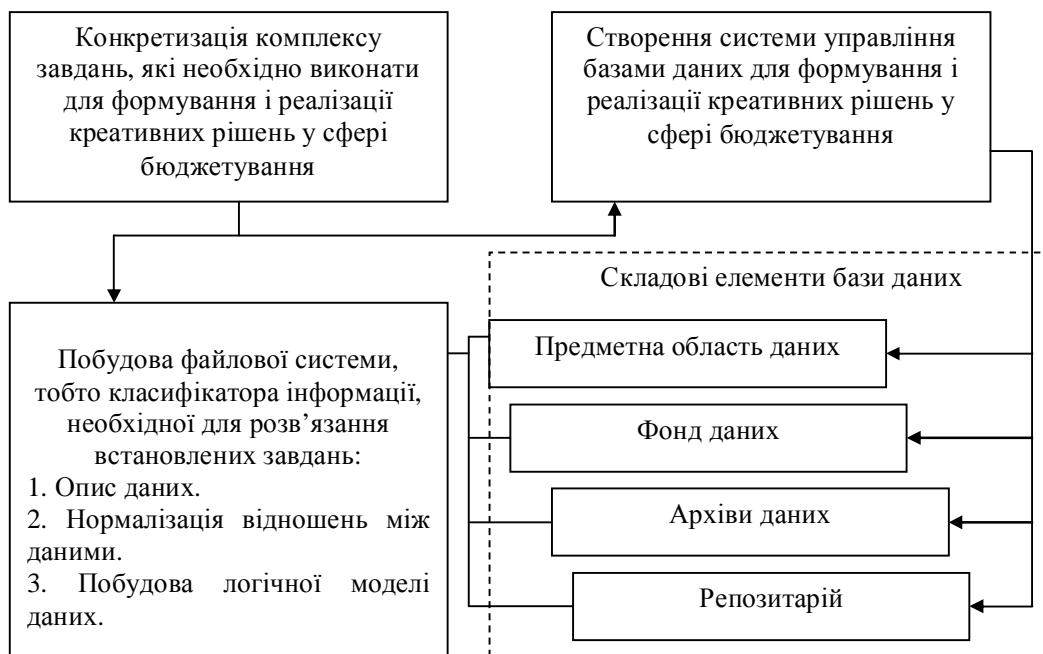 Конкретизація комплексу
завдань, які необхідно виконати
для формування і реалізації
креативних рішень у сфері
бюджетування
Створення системи управління
базами даних для формування і
реалізації креативних рішень у
сфері бюджетування
Складові елементи бази даних
Побудова файлової системи,
тобто класифікатора інформації,
необхідної для розв’язання
встановлених завдань:
1. Опис даних.
2. Нормалізація відношень між
даними.
3. Побудова логічної моделі
даних.
Предметна область даних
Фонд даних
Архіви даних
Репозитарій